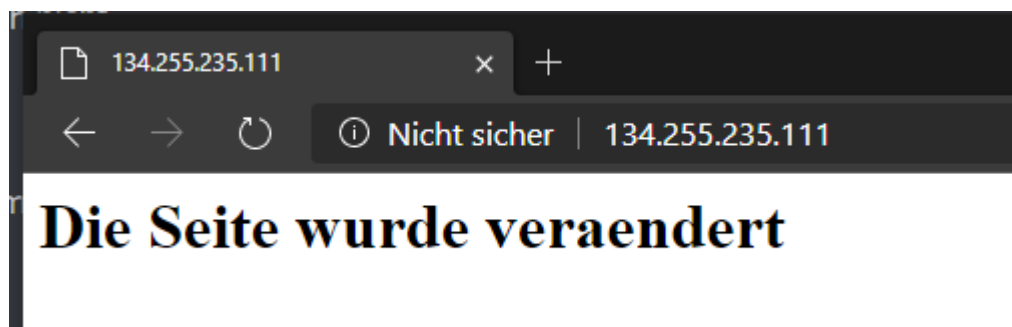 134.255.235.111
Nicht sicher 134.255.235.111
Die Seite wurde veraendert